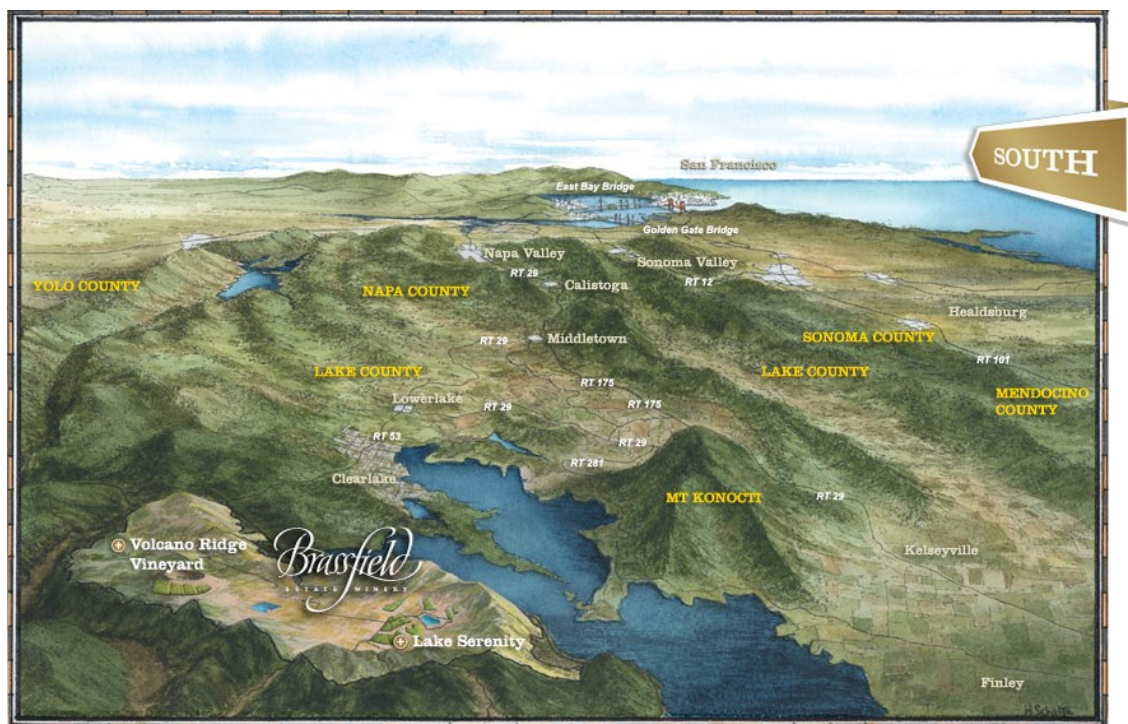 SOUTH
San Francisco
East Bay Bridge
Golden Gate Bridge
Napa Valley
Sonoma Valley
RT 29
RT 12
Calistoga
YOLO COUNTY
NAPA COUNTY
Healdsburg
SONOMA COUNTY
Middletown
RT 29
RT 101
LAKE COUNTY
LAKE COUNTY
RT 175
MENDOCINO
COUNTY
Lowerlake
RT 29
RT 175
RT 53
RT 29
RT 281
Clearlake
MT KONOCTI
RT 29
Volcano Ridge
Vineyard
Brassfield
ESTATE WINERY
Kelseyville
Lake Serenity
Finley